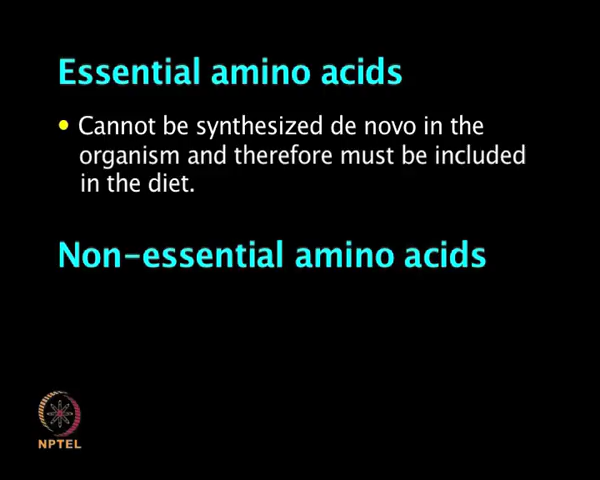 Essential amino acids
• Cannot be synthesized de novo in the
organism and therefore must be included
in the diet.
Non-essential amino acids
NPTEL